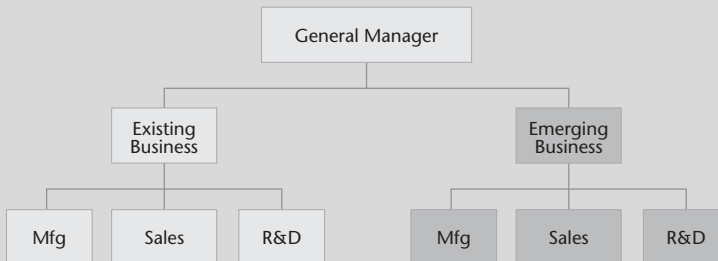 General Manager
Existing
Business
Emerging
Business
Mfg
Sales
R&D
Mfg
Sales
R&D